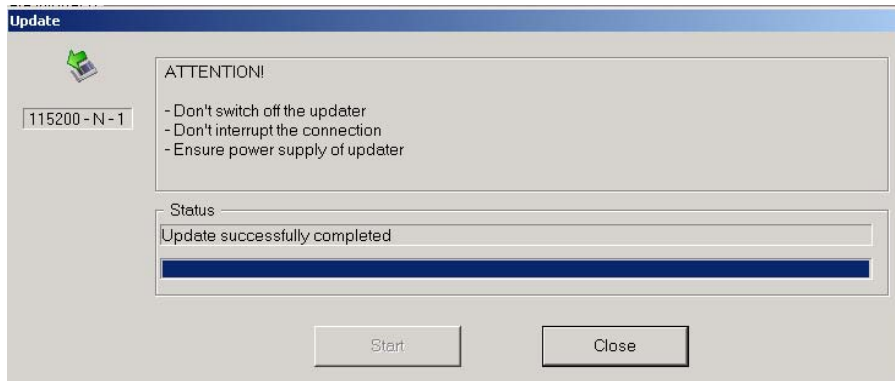 Update
ATTENTION!
115200 - N - 1
- Don't switch off the updater
- Don't interrupt the connection
- Ensure power supply of updater
Status
Update successfully completed
Start
Close